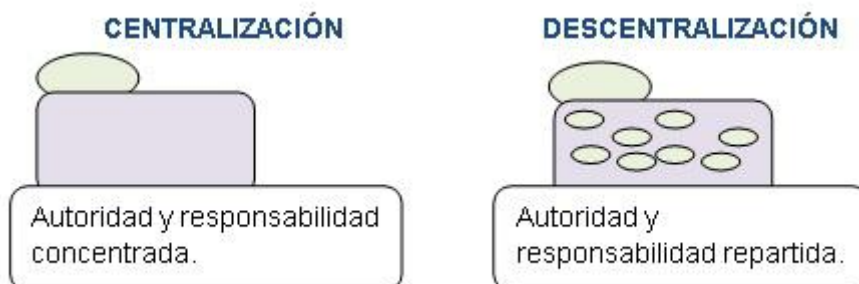 CENTRALIZACIÓN
Autoridad y responsabilidad
concentrada.
DESCENTRALIZACIÓN
Autoridad y
responsabilidad repartida.